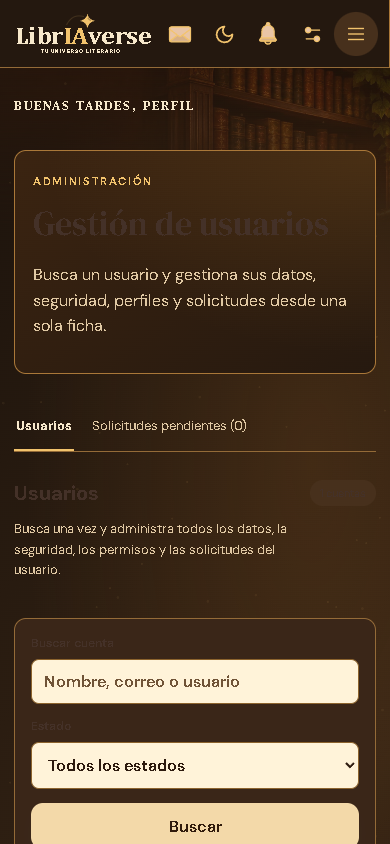 LibrIAverse
TU UNIVERSO LITERARIO
BUENAS TARDES, PERFIL
ADMINISTRACIÓN
Gestión de usuarios
Busca un usuario y gestiona sus datos,
seguridad, perfiles y solicitudes desde una
sola ficha.
Usuarios
Solicitudes pendientes (0)
Usuarios
Busca una vez y administra todos los datos, la
seguridad, los permisos y las solicitudes del
usuario.
Buscar cuenta
Nombre, correo o usuario
Estado
Todos los estados
Buscar